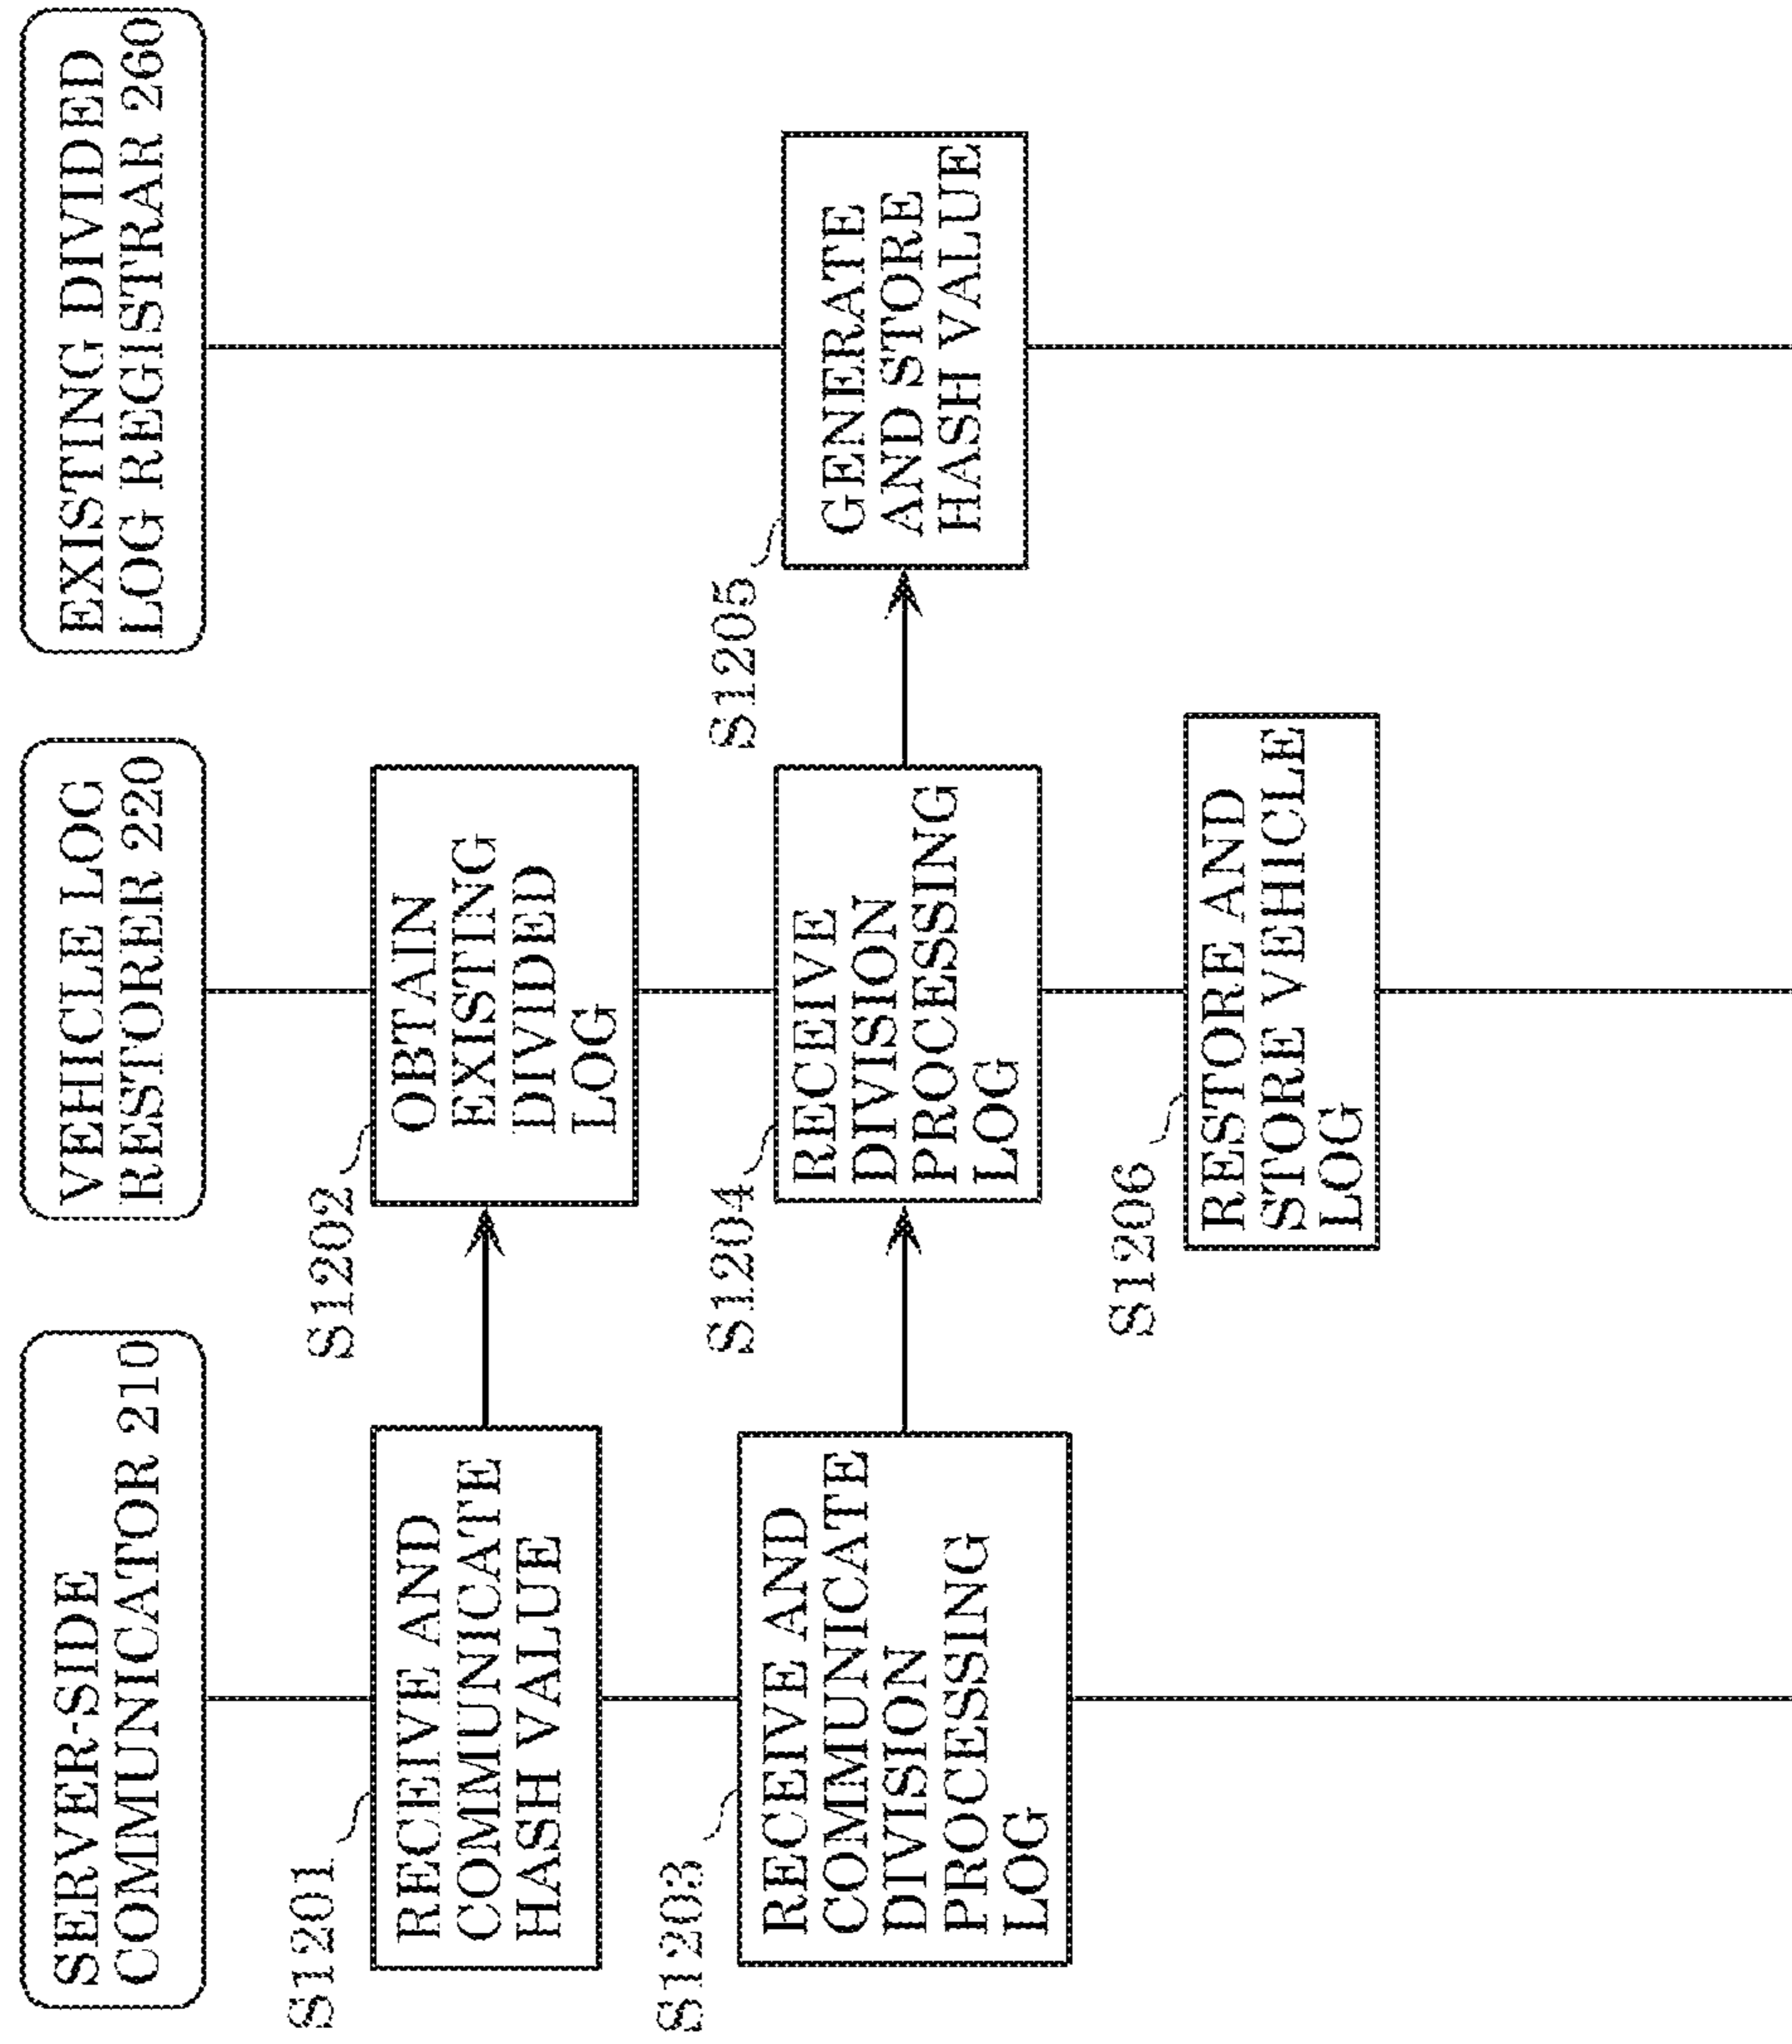 SERVER-SIDE
COMMUNICATOR 210
VEHICLE LOG
RESTORER 220
EXISTING DIVIDED
LOG REGISTRAR 260
S1201
RECEIVE AND
COMMUNICATE
HASH VALUE
S1202
OBTAIN
EXISTING
DIVIDED
LOG
S1203
RECEIVE AND
COMMUNICATE
DIVISION
PROCESSING
LOG
S1204
RECEIVE
DIVISION
PROCESSING
LOG
S1205
GENERATE
AND STORE
HASH VALUE
S1206
RESTORE AND
STORE VEHICLE
LOG